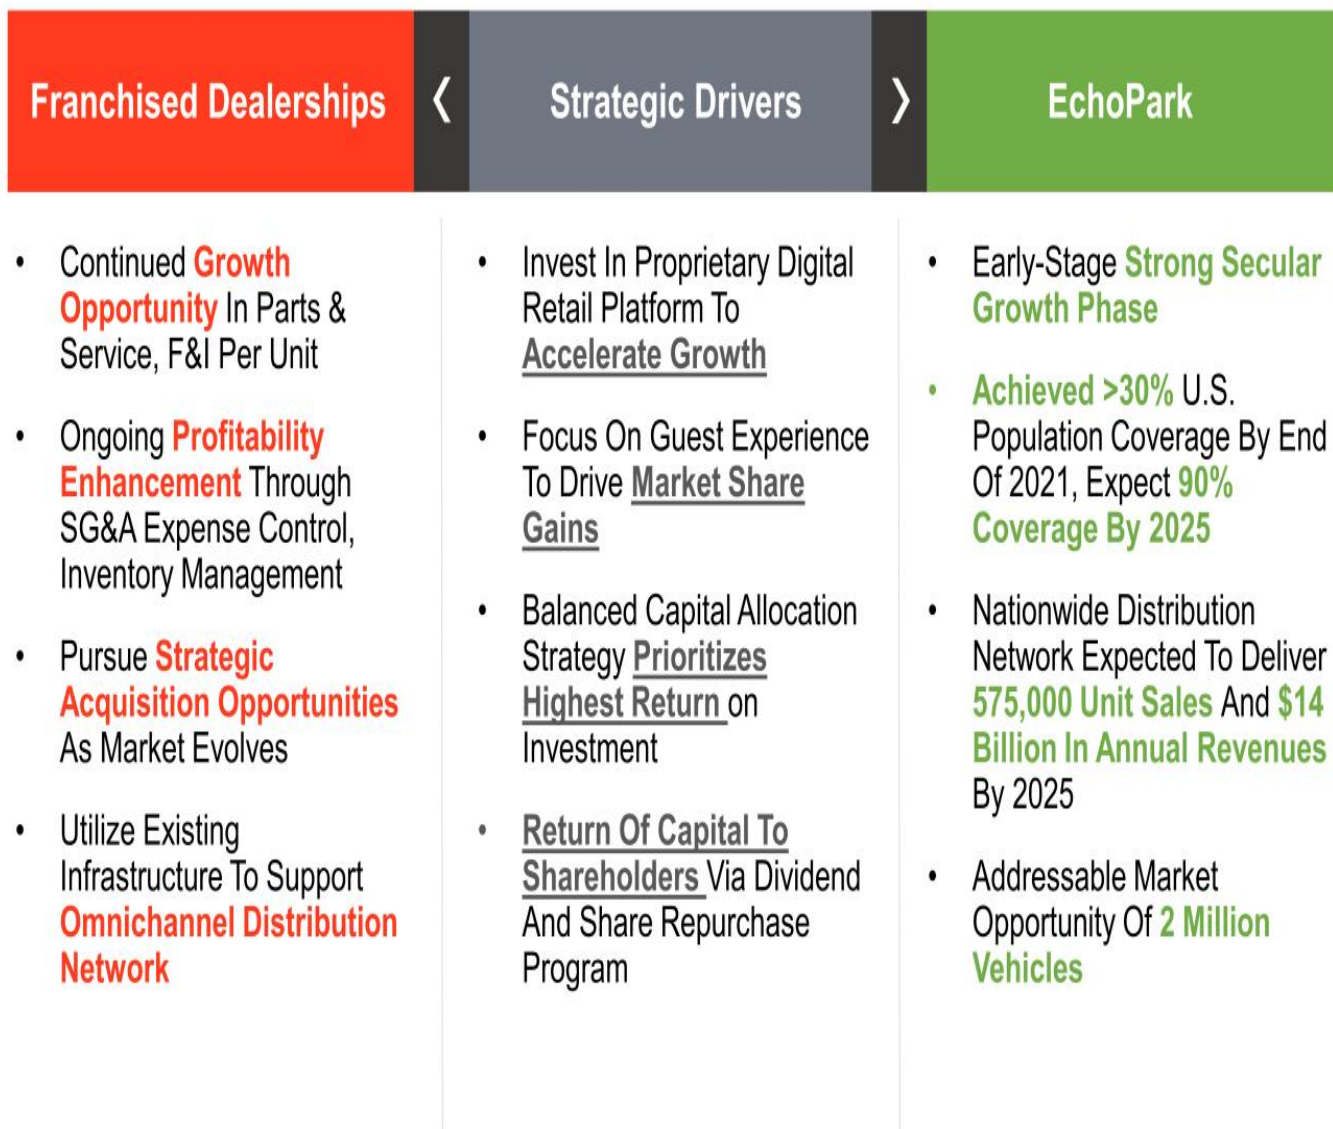 Franchised Dealerships
Strategic Drivers
EchoPark
• Continued Growth
Opportunity In Parts &
Service, F&I Per Unit
• Ongoing Profitability
Enhancement Through
SG&A Expense Control,
Inventory Management
• Pursue Strategic
Acquisition Opportunities
As Market Evolves
• Utilize Existing
Infrastructure To Support
Omnichannel Distribution
Network
• Invest In Proprietary Digital
Retail Platform To
Accelerate Growth
• Focus On Guest Experience
To Drive Market Share
Gains
• Balanced Capital Allocation
Strategy Prioritizes
Highest Return on
Investment
• Return Of Capital To
Shareholders Via Dividend
And Share Repurchase
Program
• Early-Stage Strong Secular
Growth Phase
• Achieved >30% U.S.
Population Coverage By End
Of 2021, Expect 90%
Coverage By 2025
• Nationwide Distribution
Network Expected To Deliver
575,000 Unit Sales And $14
Billion In Annual Revenues
By 2025
• Addressable Market
Opportunity Of 2 Million
Vehicles